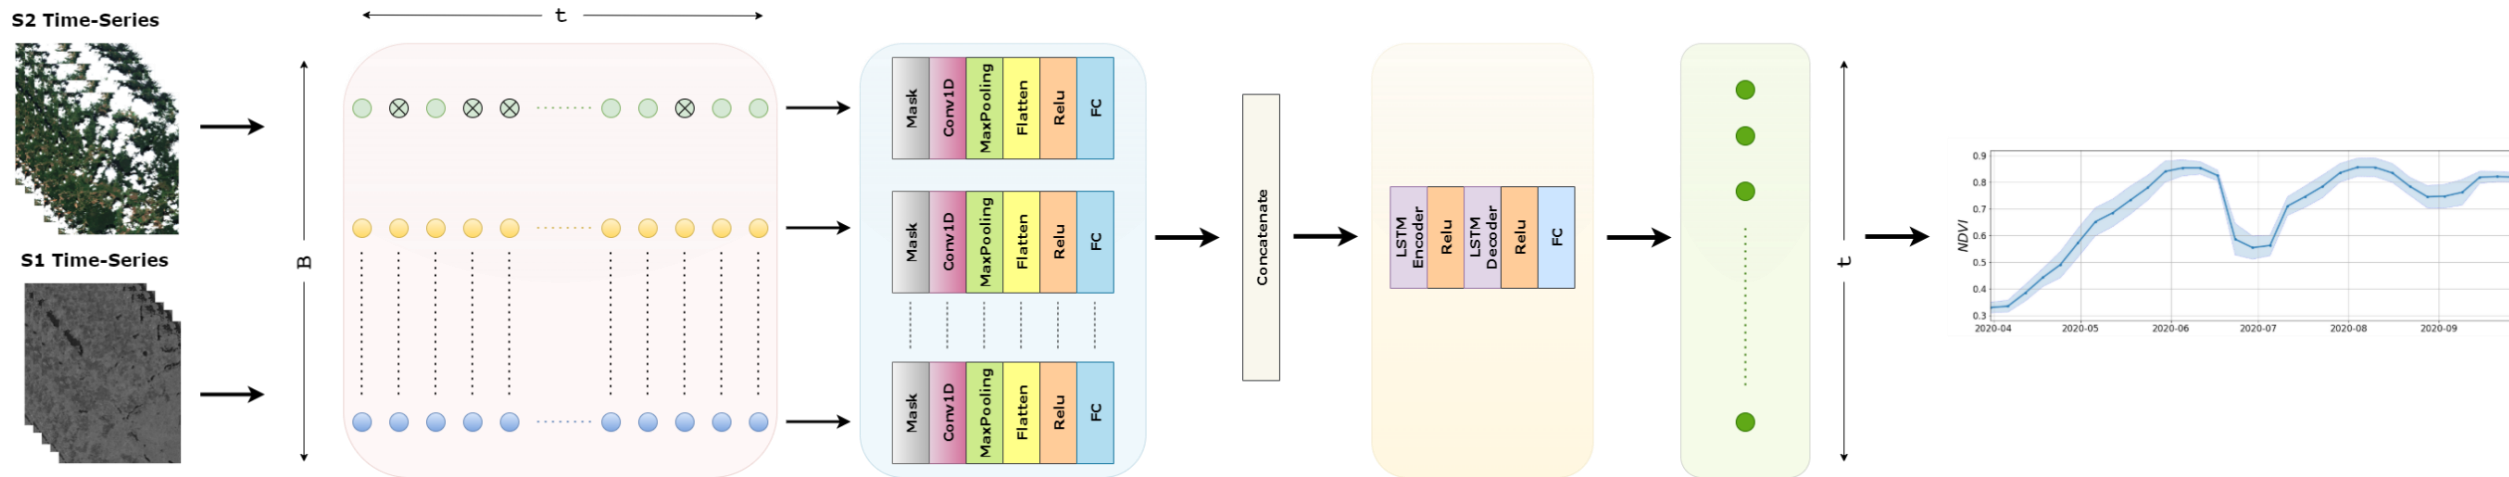 S2 Time-Series
t
B
S1 Time-Series
Mask
Conv1D
MaxPooling
Flatten
Relu
FC
Mask
Conv1D
MaxPooling
Flatten
Relu
FC
Mask
Conv1D
MaxPooling
Flatten
Relu
FC
Concatenate
LSTM
Encoder
Relu
LSTM
Decoder
Relu
FC
t
NDVI
0.9
0.8
0.7
0.6
0.5
0.4
0.3
2020-04 2020-05 2020-06 2020-07 2020-08 2020-09